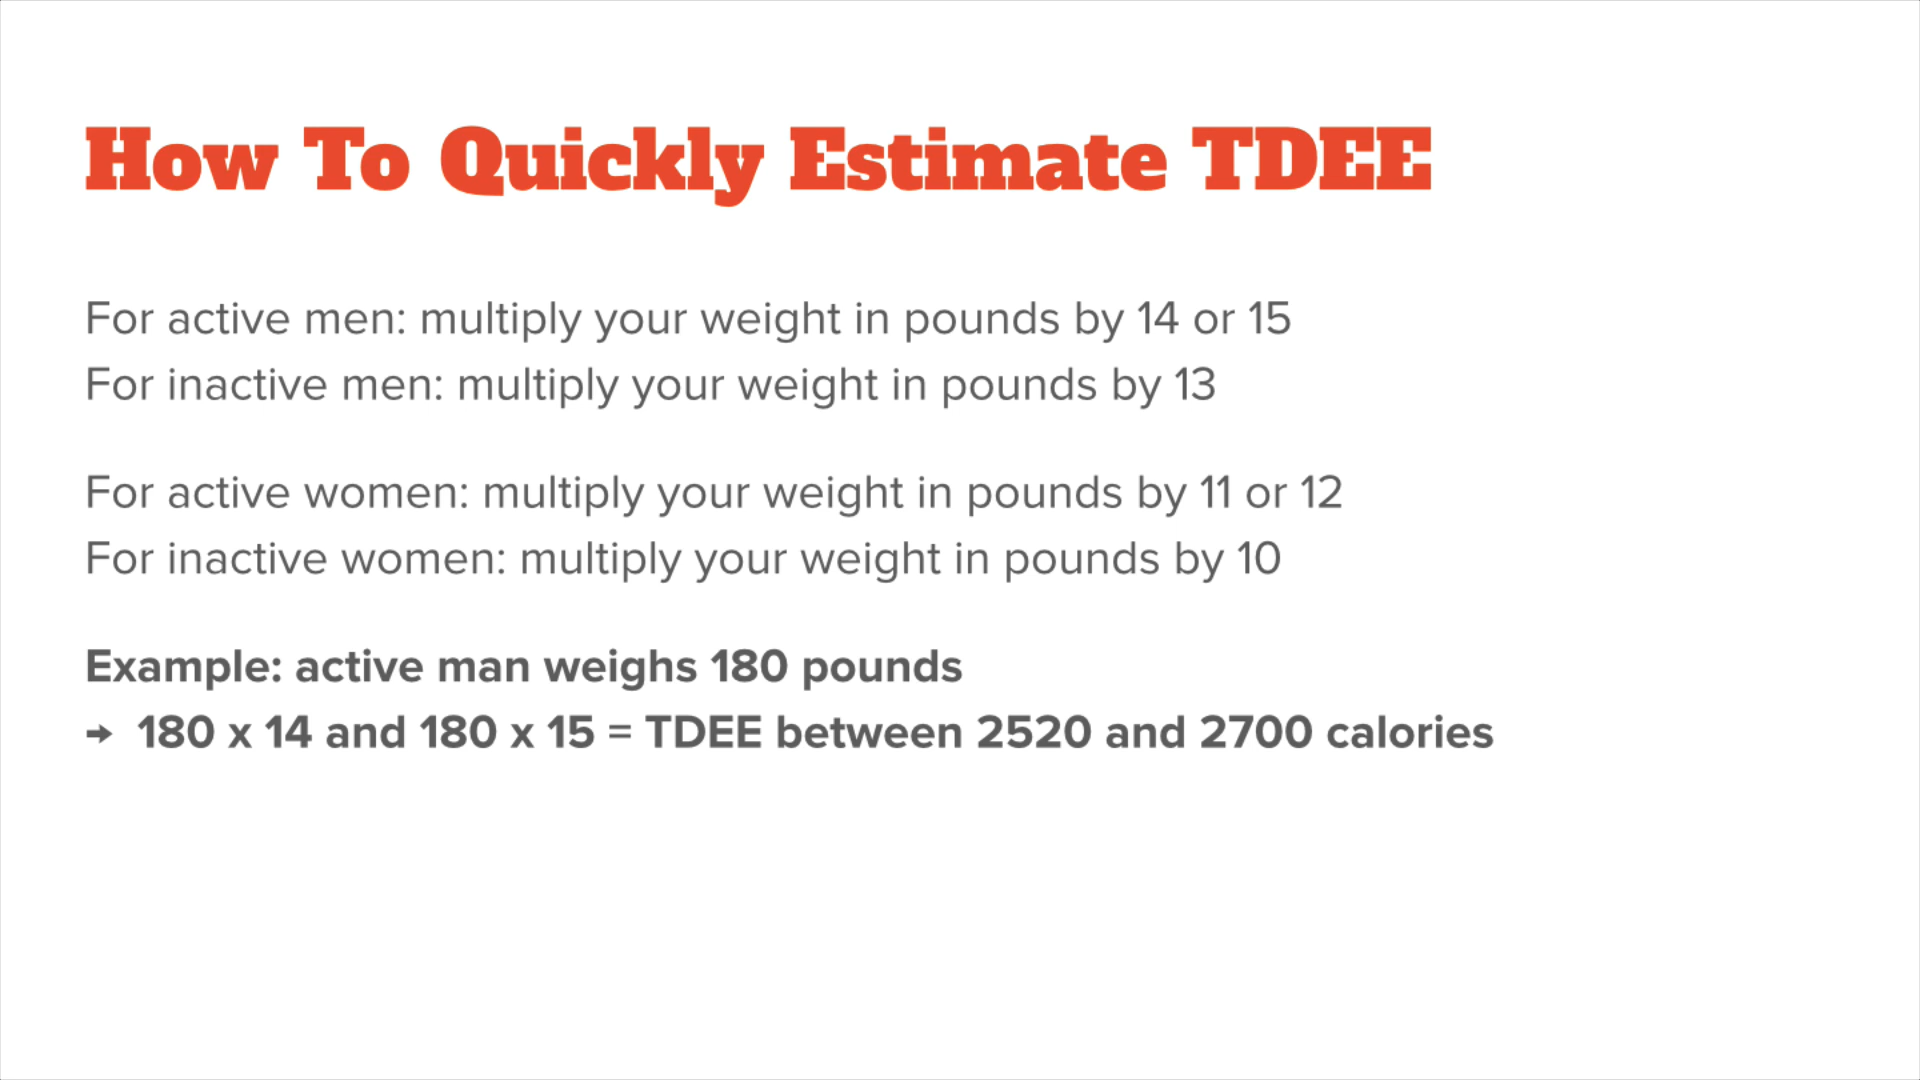 How To Quickly Estimate TDEE
For active men: multiply your weight in pounds by 14 or 15
For inactive men: multiply your weight in pounds by 13
For active women: multiply your weight in pounds by 11 or 12
For inactive women: multiply your weight in pounds by 10
Example: active man weighs 180 pounds
→ 180 x 14 and 180 x 15 = TDEE between 2520 and 2700 calories